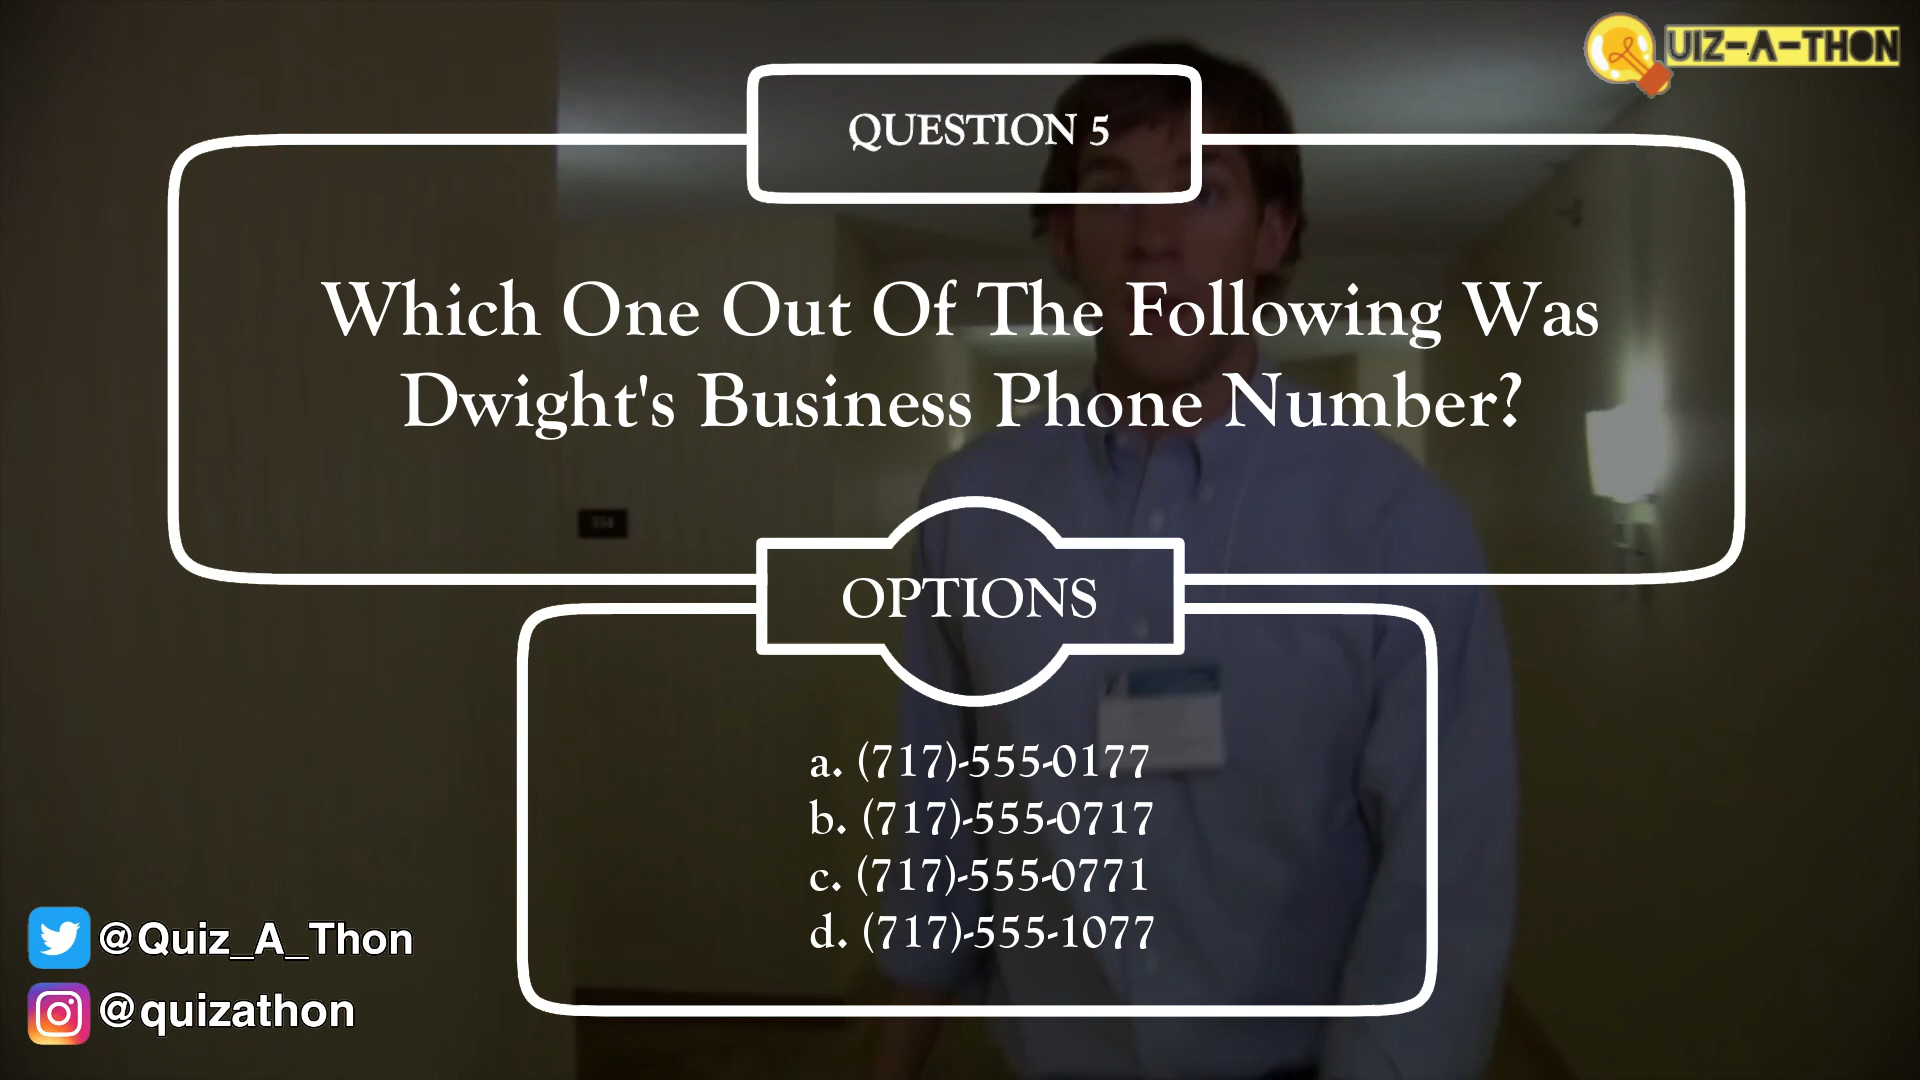 UIZ-A-THON
QUESTION 5
Which One Out Of The Following Was
Dwight's Business Phone Number?
OPTIONS
a. (717)-555-0177
b. (717)-555-0717
c. (717)-555-0771
d. (717)-555-1077
@Quiz_A_Thon
@quizathon